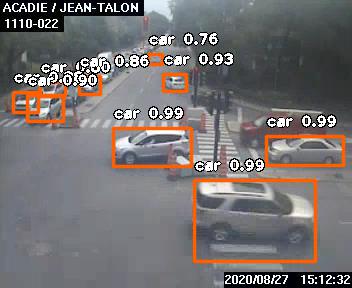 ACADIE / JEAN-TALON
1110-022
car 0.76
car 0.86
car 0.93
car 0.90
car 0.99
car 0.99
car 0.99
2020/08/27 15:12:32